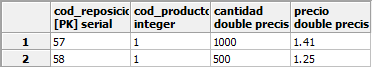 cod_reposicio cod_producto cantidad precio
[PK] serial integer double precis double precis
1 57 1 1000 1.41
2 58 1 500 1.25